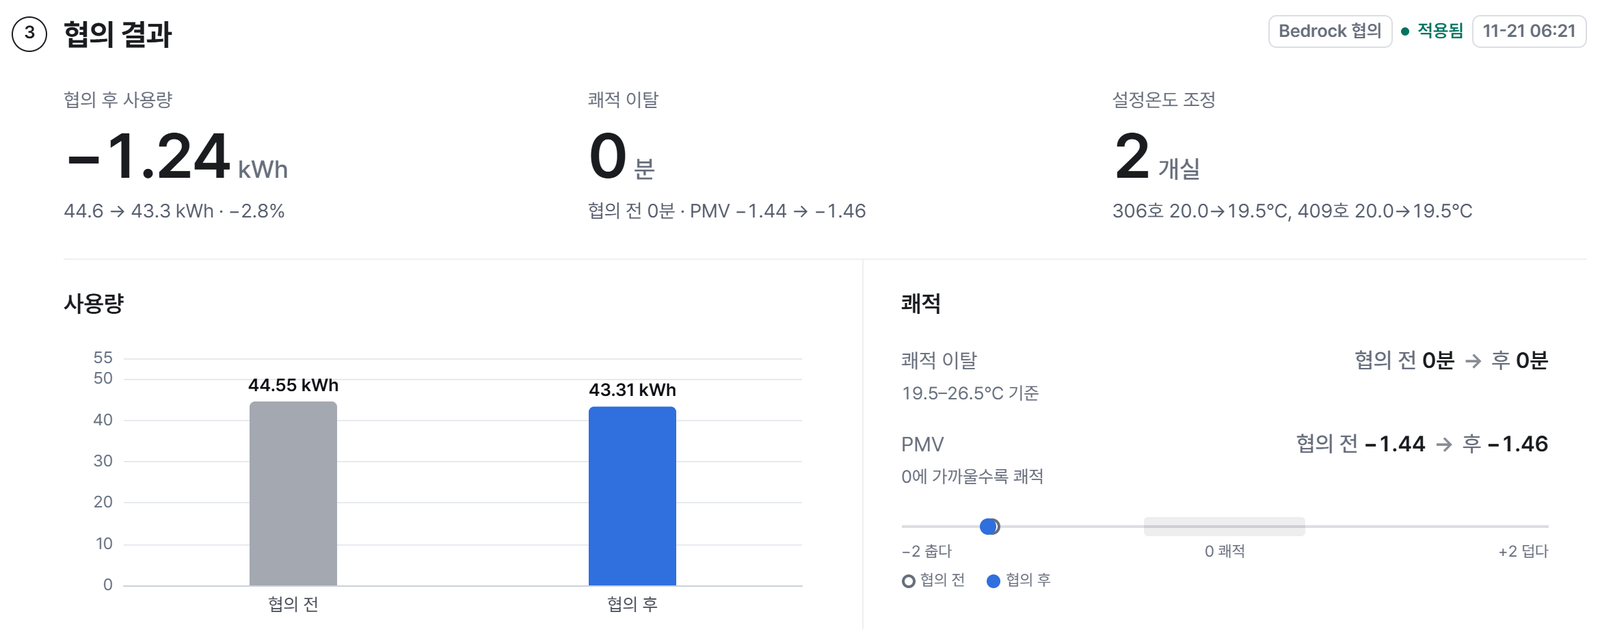 3 협의 결과
Bedrock 협의 적용됨 11-21 06:21
협의 후 사용량
−1.24 kWh
44.6 → 43.3 kWh · −2.8%
쾌적 이탈
0 분
협의 전 0분 · PMV −1.44 → −1.46
설정온도 조정
2 개실
306호 20.0→19.5°C, 409호 20.0→19.5°C
사용량
55
50
40
30
20
10
0
44.55 kWh
43.31 kWh
협의 전
협의 후
쾌적
쾌적 이탈 협의 전 0분 → 후 0분
19.5–26.5°C 기준
PMV 협의 전 −1.44 → 후 −1.46
0에 가까울수록 쾌적
−2 춥다 0 쾌적 +2 덥다
협의 전 협의 후